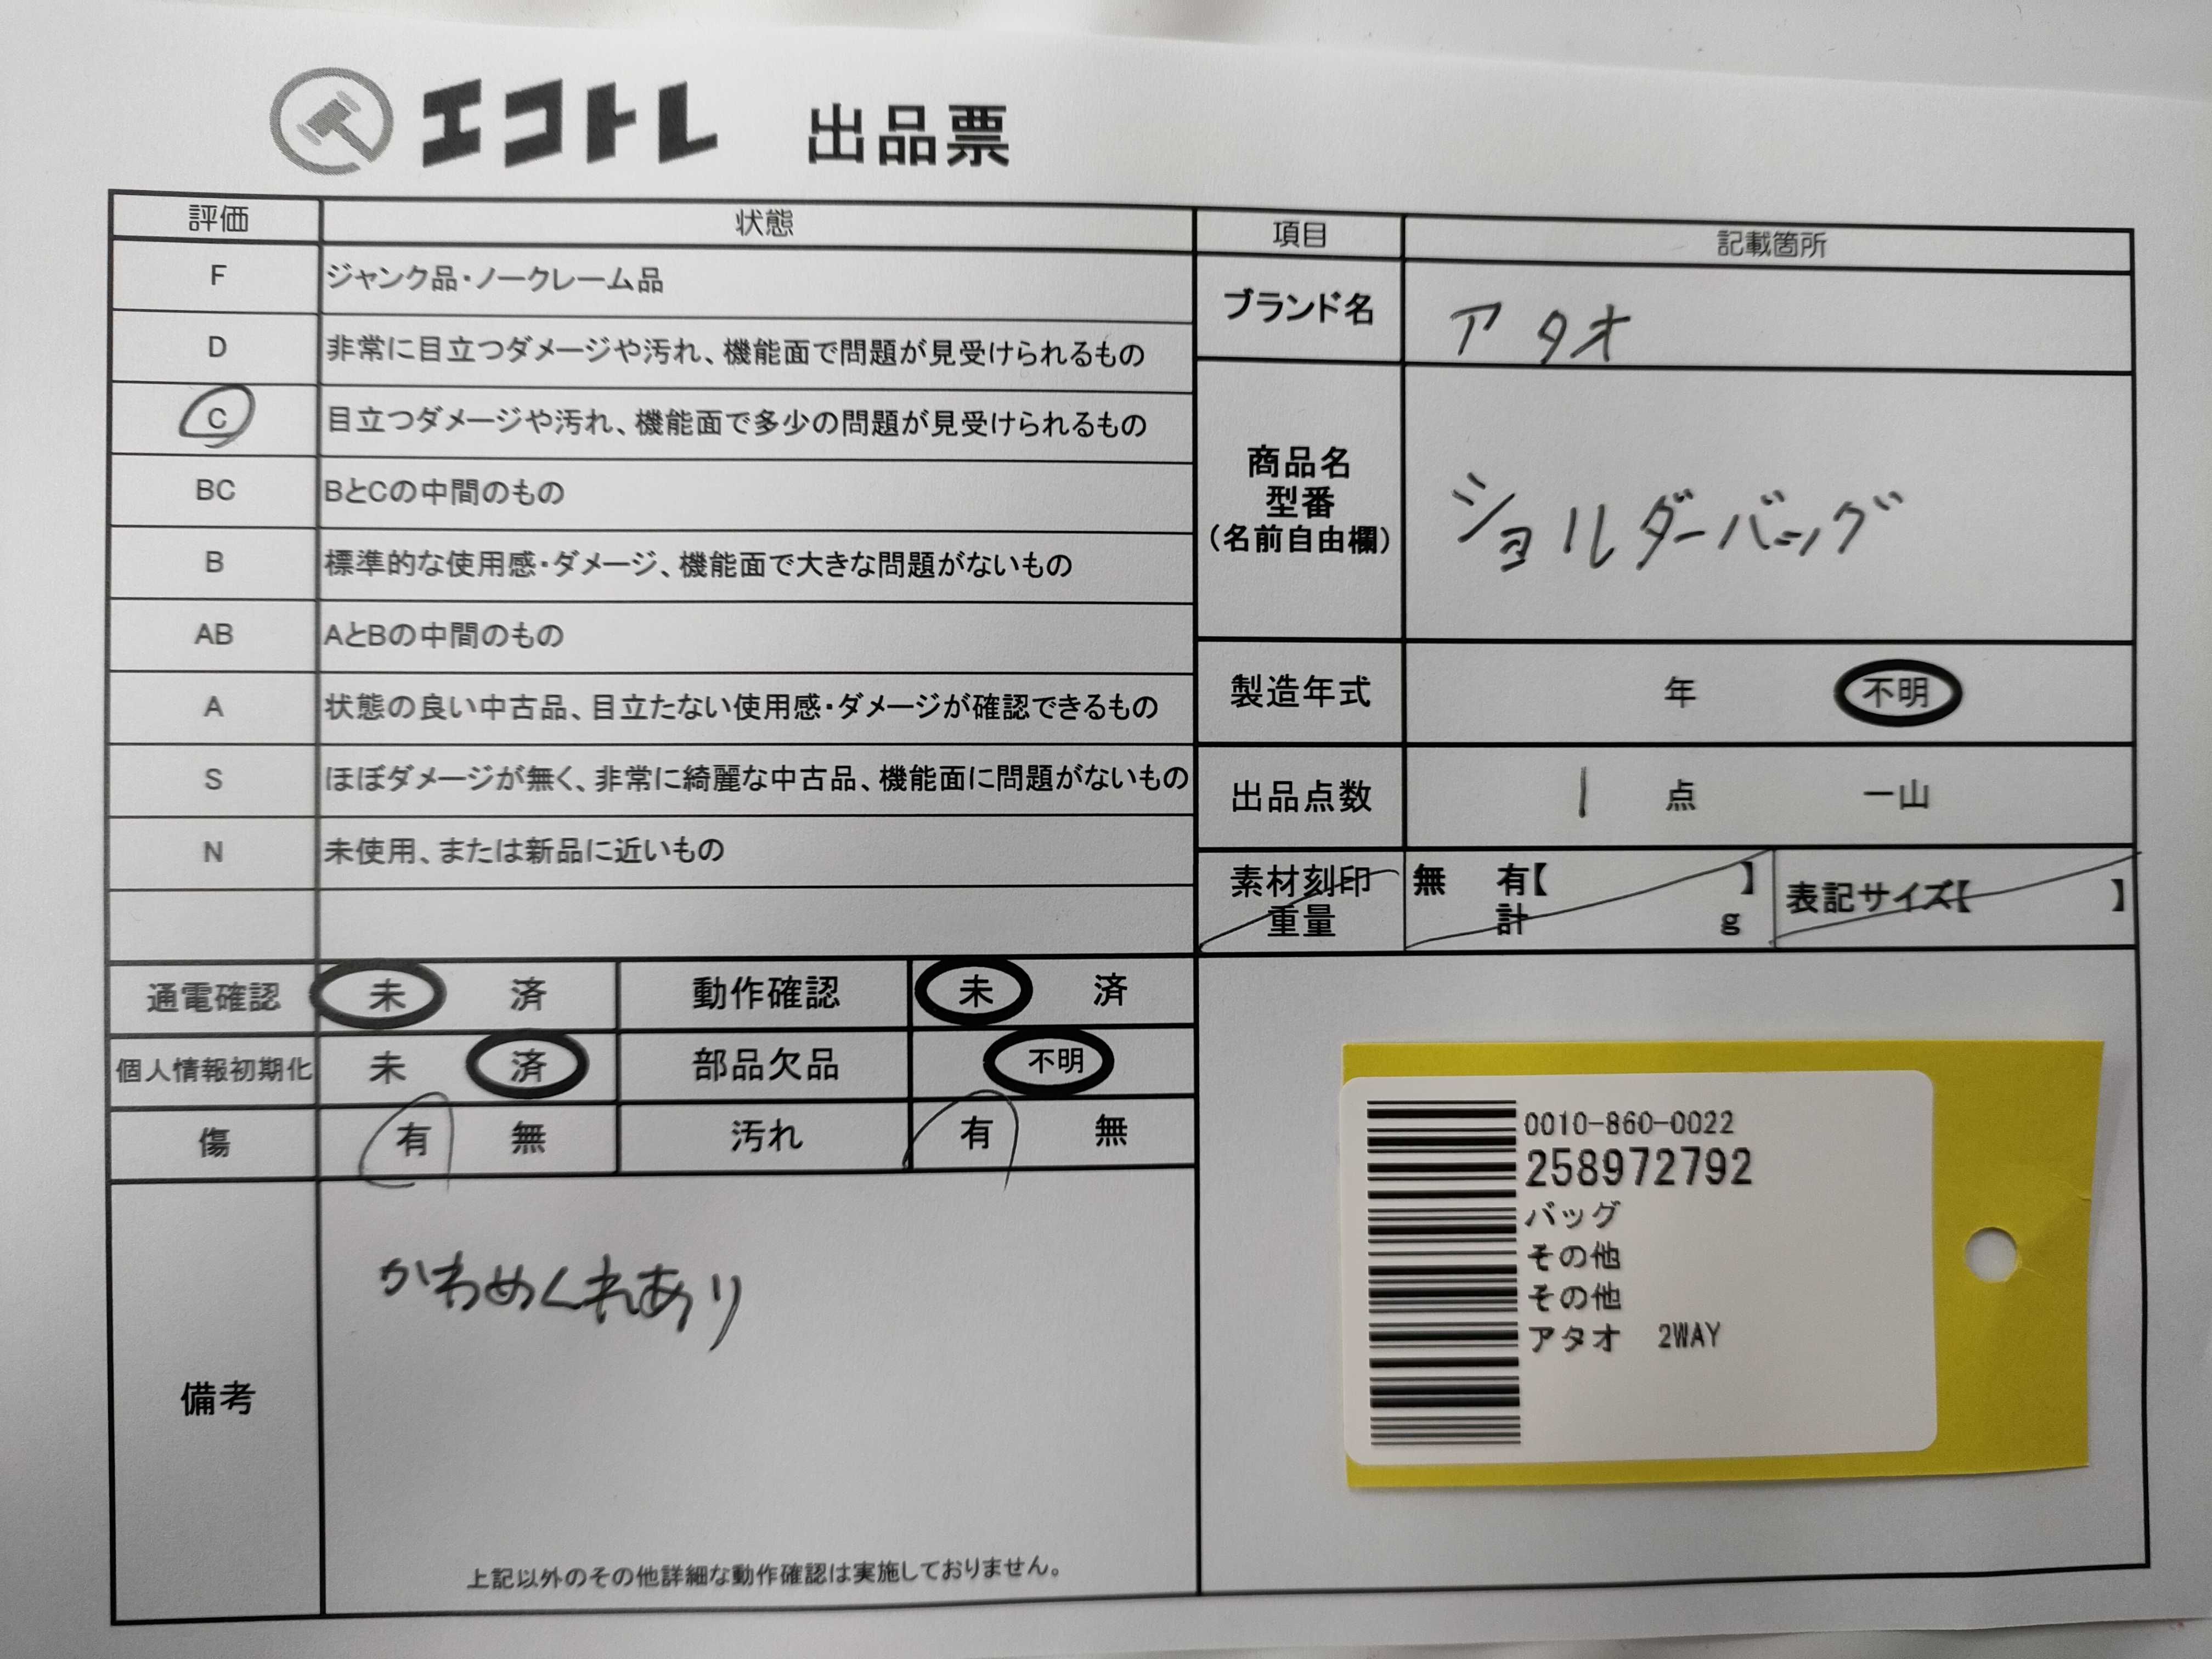 エコトレ 出品票
評価 状態
F ジャンク品・ノークレーム品
D 非常に目立つダメージや汚れ、機能面で問題が見受けられるもの
C 目立つダメージや汚れ、機能面で多少の問題が見受けられるもの
BC BとCの中間のもの
B 標準的な使用感・ダメージ、機能面で大きな問題がないもの
AB AとBの中間のもの
A 状態の良い中古品、目立たない使用感・ダメージが確認できるもの
S ほぼダメージが無く、非常に綺麗な中古品、機能面に問題がないもの
N 未使用、または新品に近いもの
通電確認 未 済 動作確認 未 済
個人情報初期化 未 済 部品欠品 不明
傷 有 無 汚れ 有 無
備考 かわめくれあり
上記以外のその他詳細な動作確認は実施しておりません。
項目 記載箇所
ブランド名 アタオ
商品名
型番
(名前自由欄)
ショルダーバッグ
製造年式 年 不明
出品点数 1 点 一山
素材刻印 無 有【 】 表記サイズ【 】
重量 計 g
0010-860-0022
258972792
バッグ
その他
その他
アタオ 2WAY